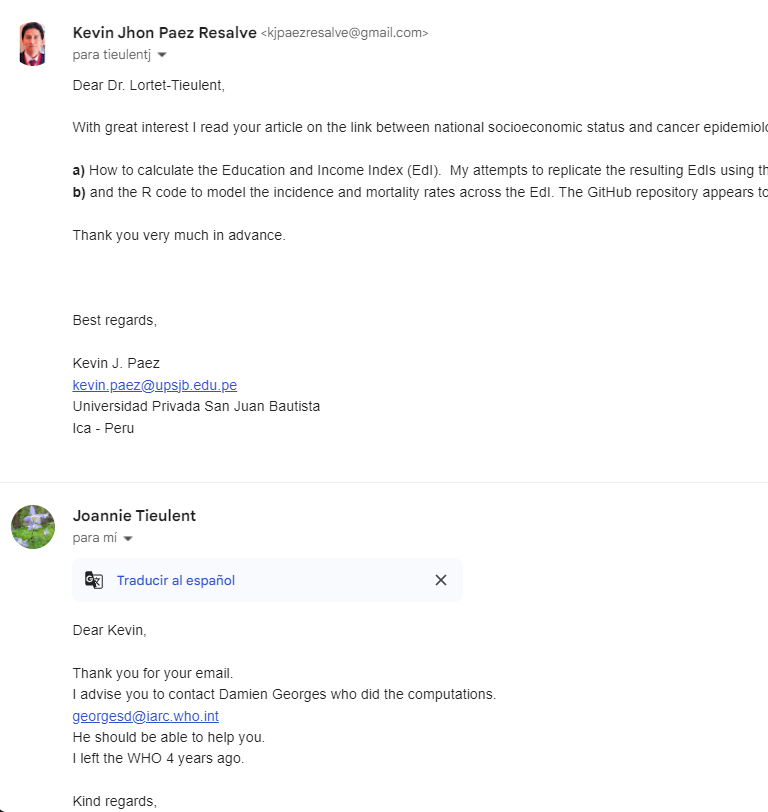 Kevin Jhon Paez Resalve <kjpaezresalve@gmail.com>
para tieulentj
Dear Dr. Lortet-Tieulent,
With great interest I read your article on the link between national socioeconomic status and cancer
a) How to calculate the Education and Income Index (EdI). My attempts to replicate the resulting EdIs using
b) and the R code to model the incidence and mortality rates across the EdI. The GitHub repository appears to
Thank you very much in advance.
Best regards,
Kevin J. Paez
kevin.paez@upsjb.edu.pe
Universidad Privada San Juan Bautista
Ica - Peru
Joannie Tieulent
para mí
Traducir al español
Dear Kevin,
Thank you for your email.
I advise you to contact Damien Georges who did the computations.
georgesd@iarc.who.int
He should be able to help you.
I left the WHO 4 years ago.
Kind regards,